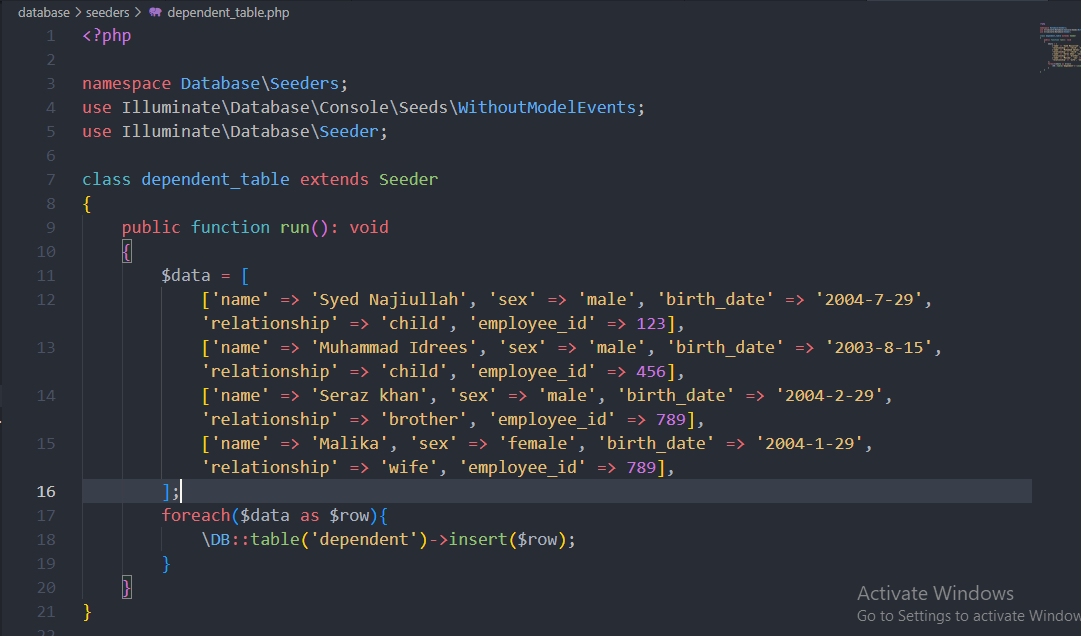 database > seeders > dependent_table.php
1 <?php
2
3 namespace Database\Seeders;
4 use Illuminate\Database\Console\Seeds\WithoutModelEvents;
5 use Illuminate\Database\Seeder;
6
7 class dependent_table extends Seeder
8 {
9     public function run(): void
10     {
11         $data = [
12             ['name' => 'Syed Najiullah', 'sex' => 'male', 'birth_date' => '2004-7-29',
            'relationship' => 'child', 'employee_id' => 123],
13             ['name' => 'Muhammad Idrees', 'sex' => 'male', 'birth_date' => '2003-8-15',
            'relationship' => 'child', 'employee_id' => 456],
14             ['name' => 'Seraz khan', 'sex' => 'male', 'birth_date' => '2004-2-29',
            'relationship' => 'brother', 'employee_id' => 789],
15             ['name' => 'Malika', 'sex' => 'female', 'birth_date' => '2004-1-29',
            'relationship' => 'wife', 'employee_id' => 789],
16         ];
17         foreach($data as $row){
18             \DB::table('dependent')->insert($row);
19         }
20     }
21 }
22
Activate Windows
Go to Settings to activate Window